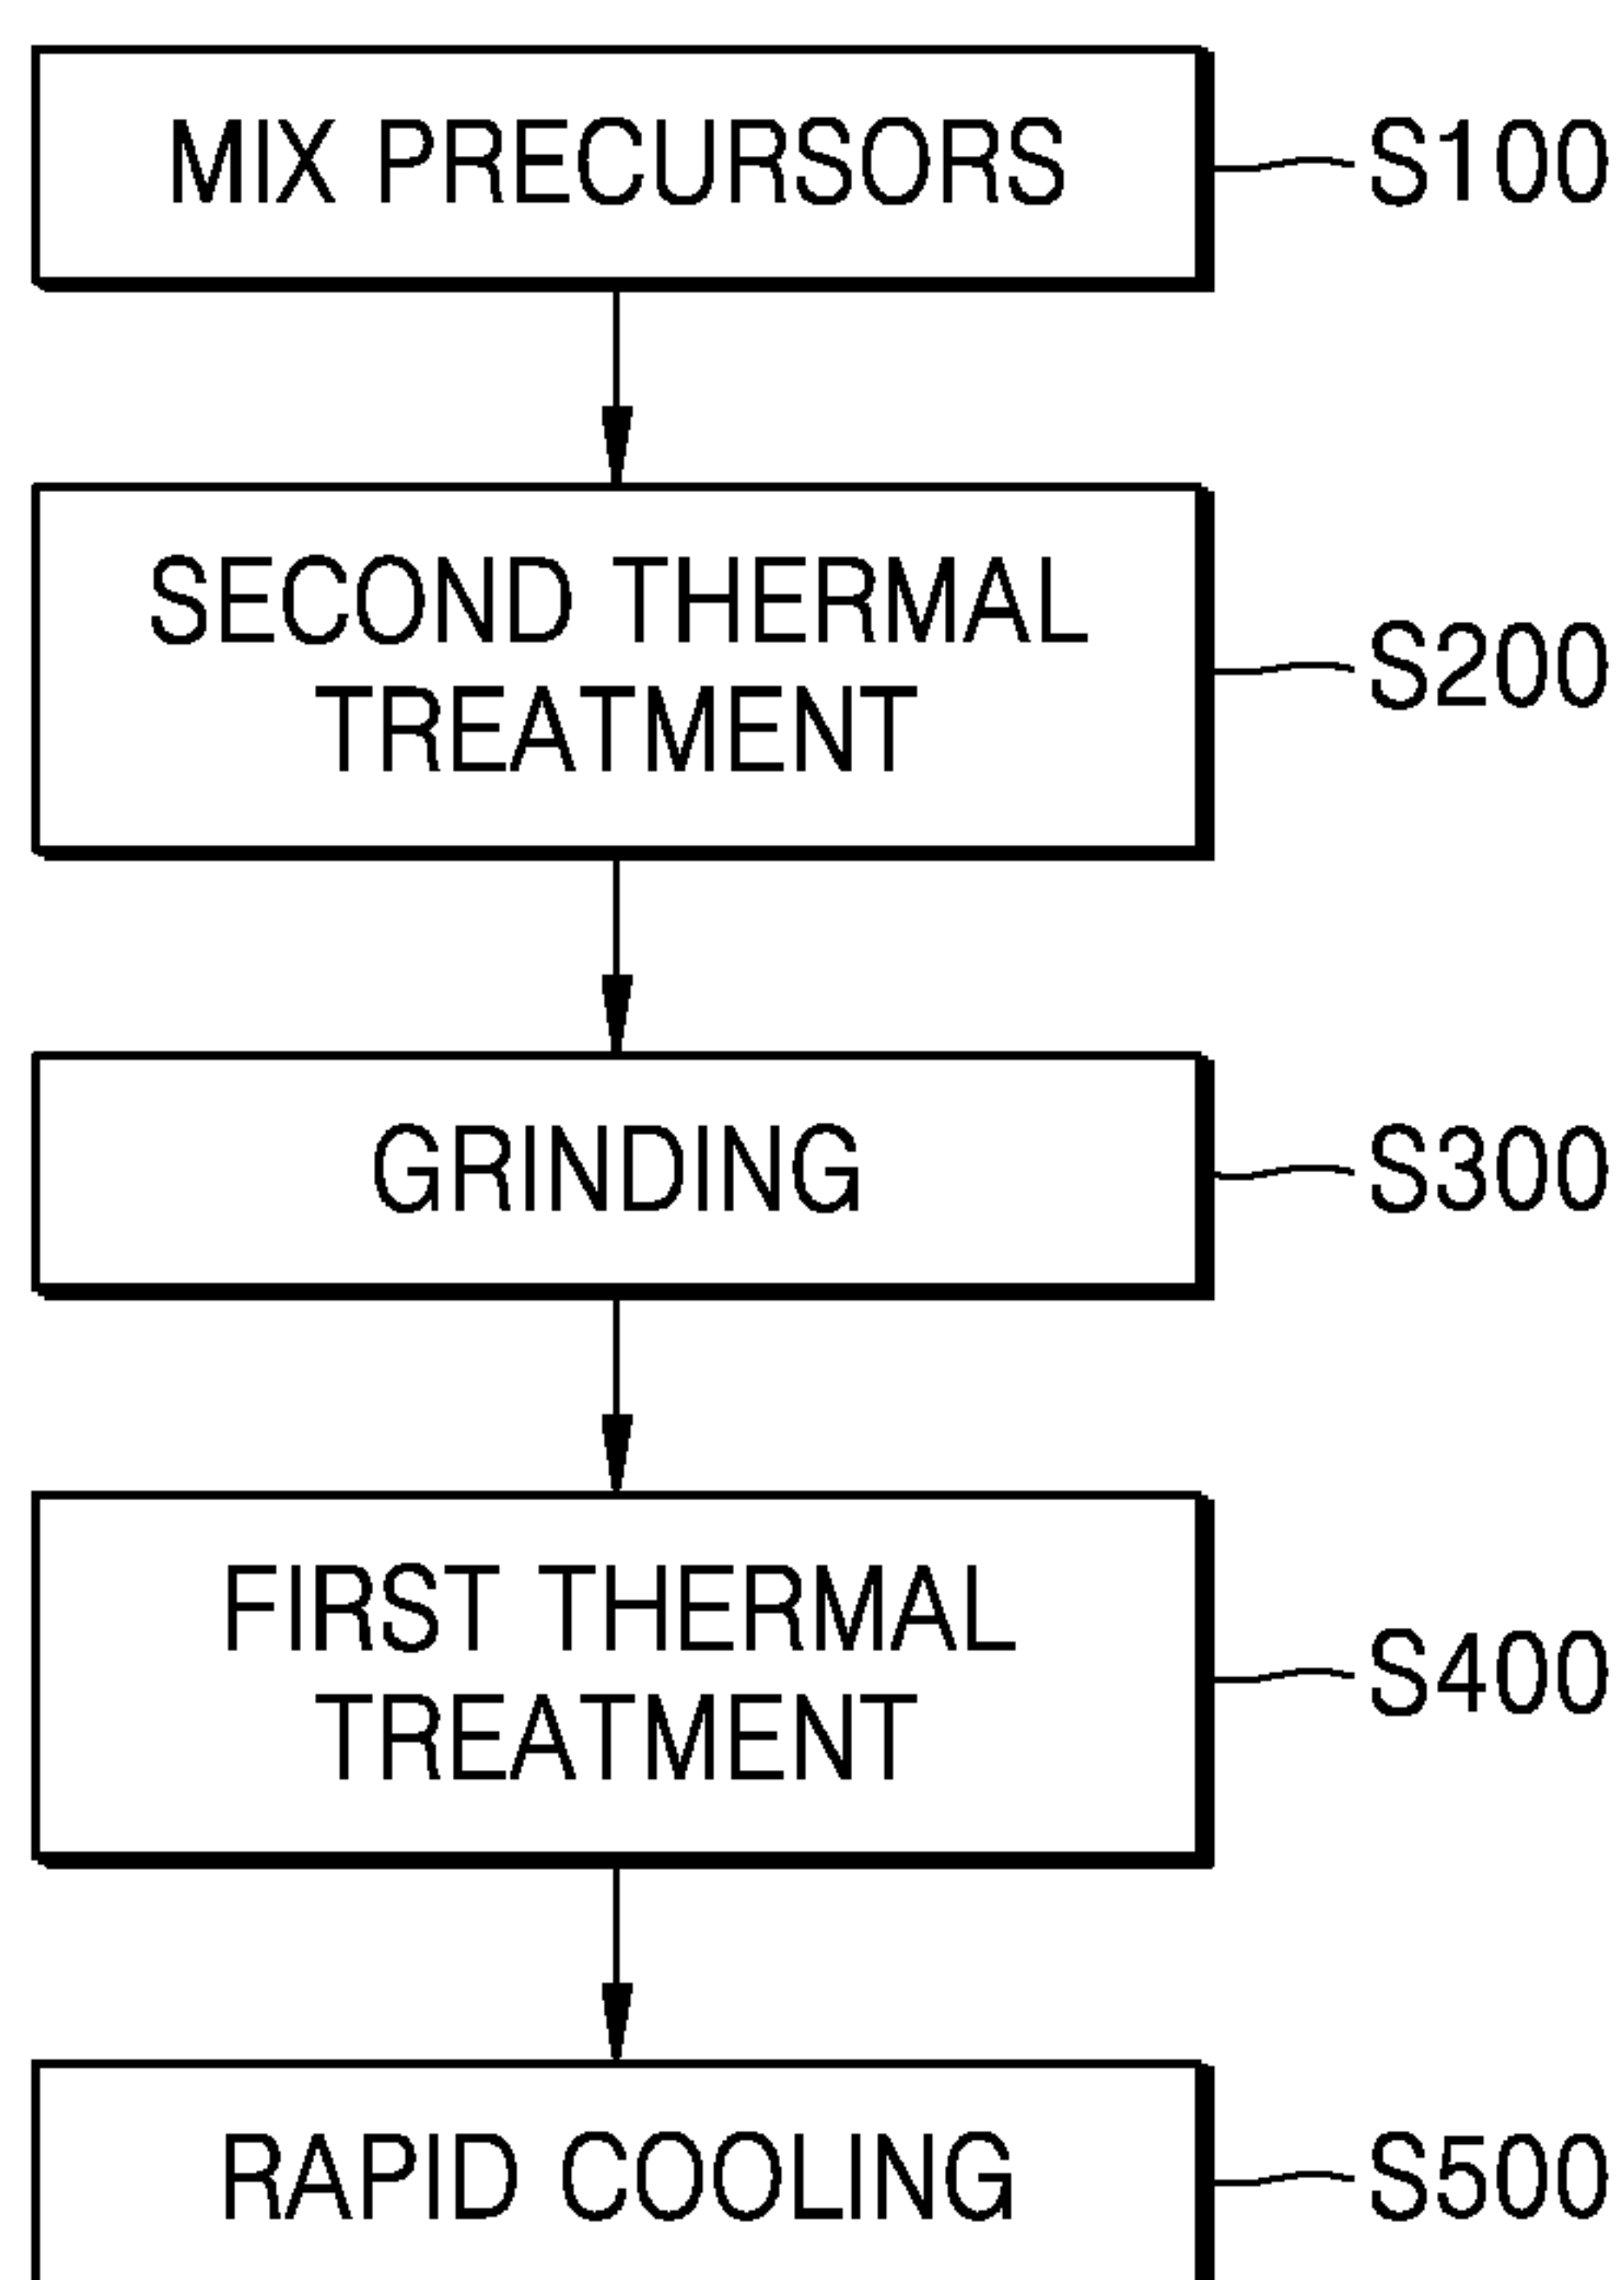 MIX PRECURSORS
S100
SECOND THERMAL
TREATMENT
S200
GRINDING
S300
FIRST THERMAL
TREATMENT
S400
RAPID COOLING
S500